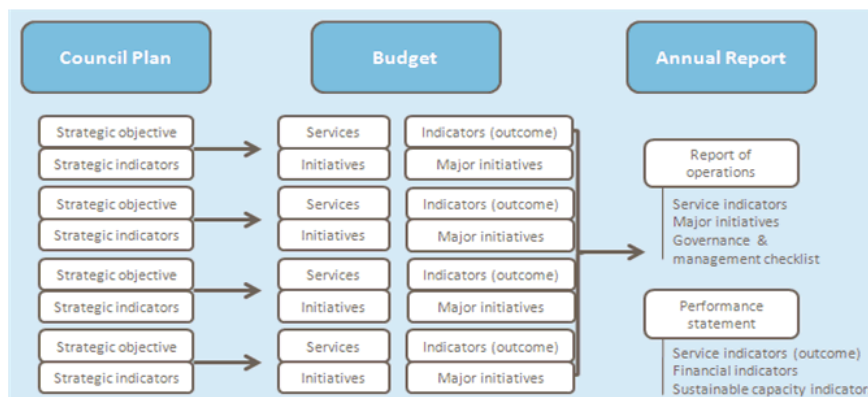 Council Plan
Budget
Annual Report
Strategic objective
Strategic indicators
Services
Initiatives
Indicators (outcome)
Major initiatives
Strategic objective
Strategic indicators
Services
Initiatives
Indicators (outcome)
Major initiatives
Strategic objective
Strategic indicators
Services
Initiatives
Indicators (outcome)
Major initiatives
Strategic objective
Strategic indicators
Services
Initiatives
Indicators (outcome)
Major initiatives
Report of
operations
Service indicators
Major initiatives
Governance &
management checklist
Performance
statement
Service indicators (outcome)
Financial indicators
Sustainable capacity indicator